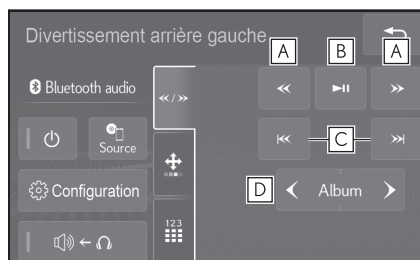 Divertissement arrière gauche
A B A
Bluetooth audio
Source
C
Configuration
D Album
123